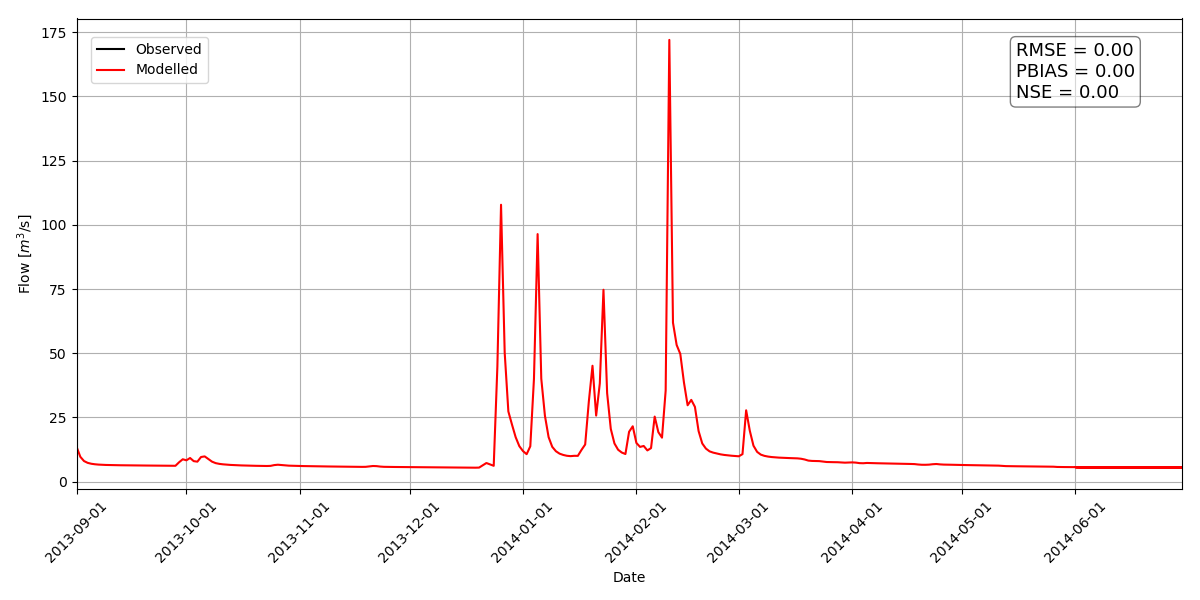 175
150
125
100
75
50
25
0
Flow [m³/s]
Observed
Modelled
RMSE = 0.00
PBIAS = 0.00
NSE = 0.00
2013-09-01
2013-10-01
2013-11-01
2013-12-01
2014-01-01
2014-02-01
2014-03-01
2014-04-01
2014-05-01
2014-06-01
Date